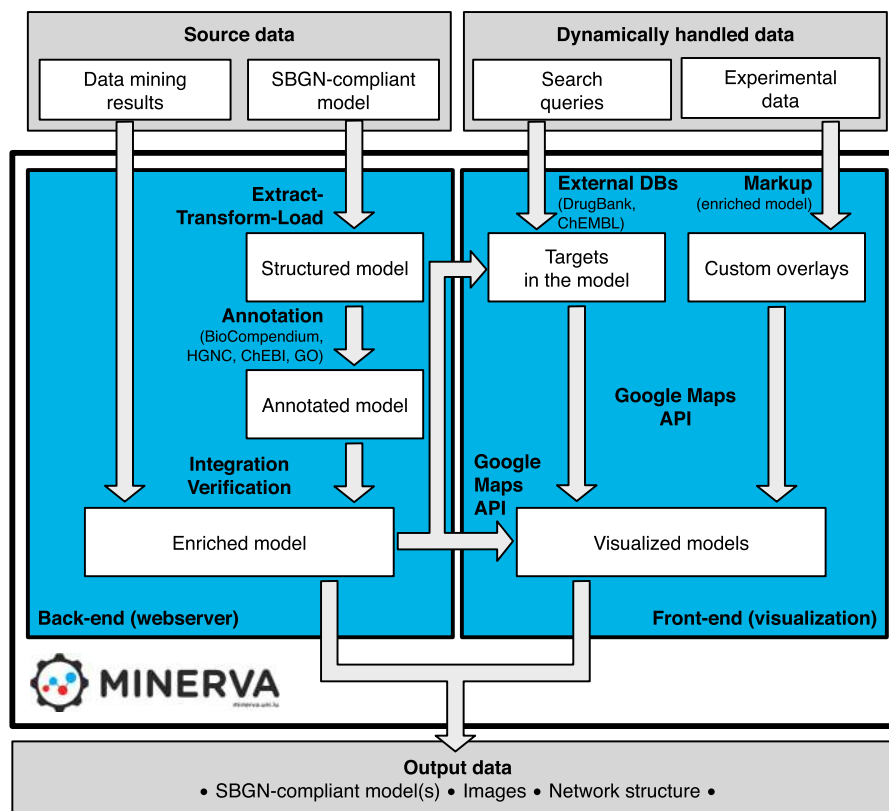 Source data
Data mining
results
SBGN-compliant
model
Dynamically handled data
Search
queries
Experimental
data
Extract-
Transform-Load
Structured model
Annotation
(BioCompendium,
HGNC, ChEBI, GO)
Annotated model
Integration
Verification
Enriched model
Back-end (webserver)
External DBs
(DrugBank,
ChEMBL)
Markup
(enriched model)
Targets
in the model
Custom overlays
Google Maps
API
Google
Maps
API
Visualized models
Front-end (visualization)
MINERVA
minerva.uni.lu
Output data
• SBGN-compliant model(s) • Images • Network structure •